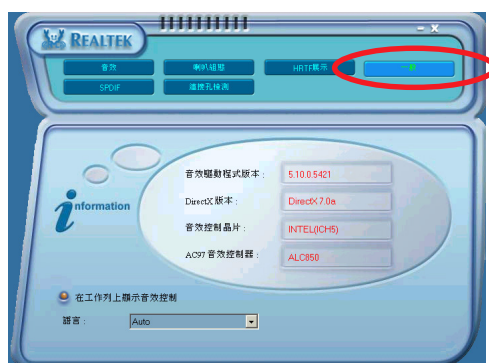 REALTEK
音效
喇叭組態
HRTF展示
一般
SPDIF
連接孔檢測
information
音效驅動程式版本：
5.10.0.5421
DirectX 版本：
DirectX 7.0a
音效控制晶片：
INTEL(ICH5)
AC97 音效控制器：
ALC850
在工作列上顯示音效控制
語言：
Auto